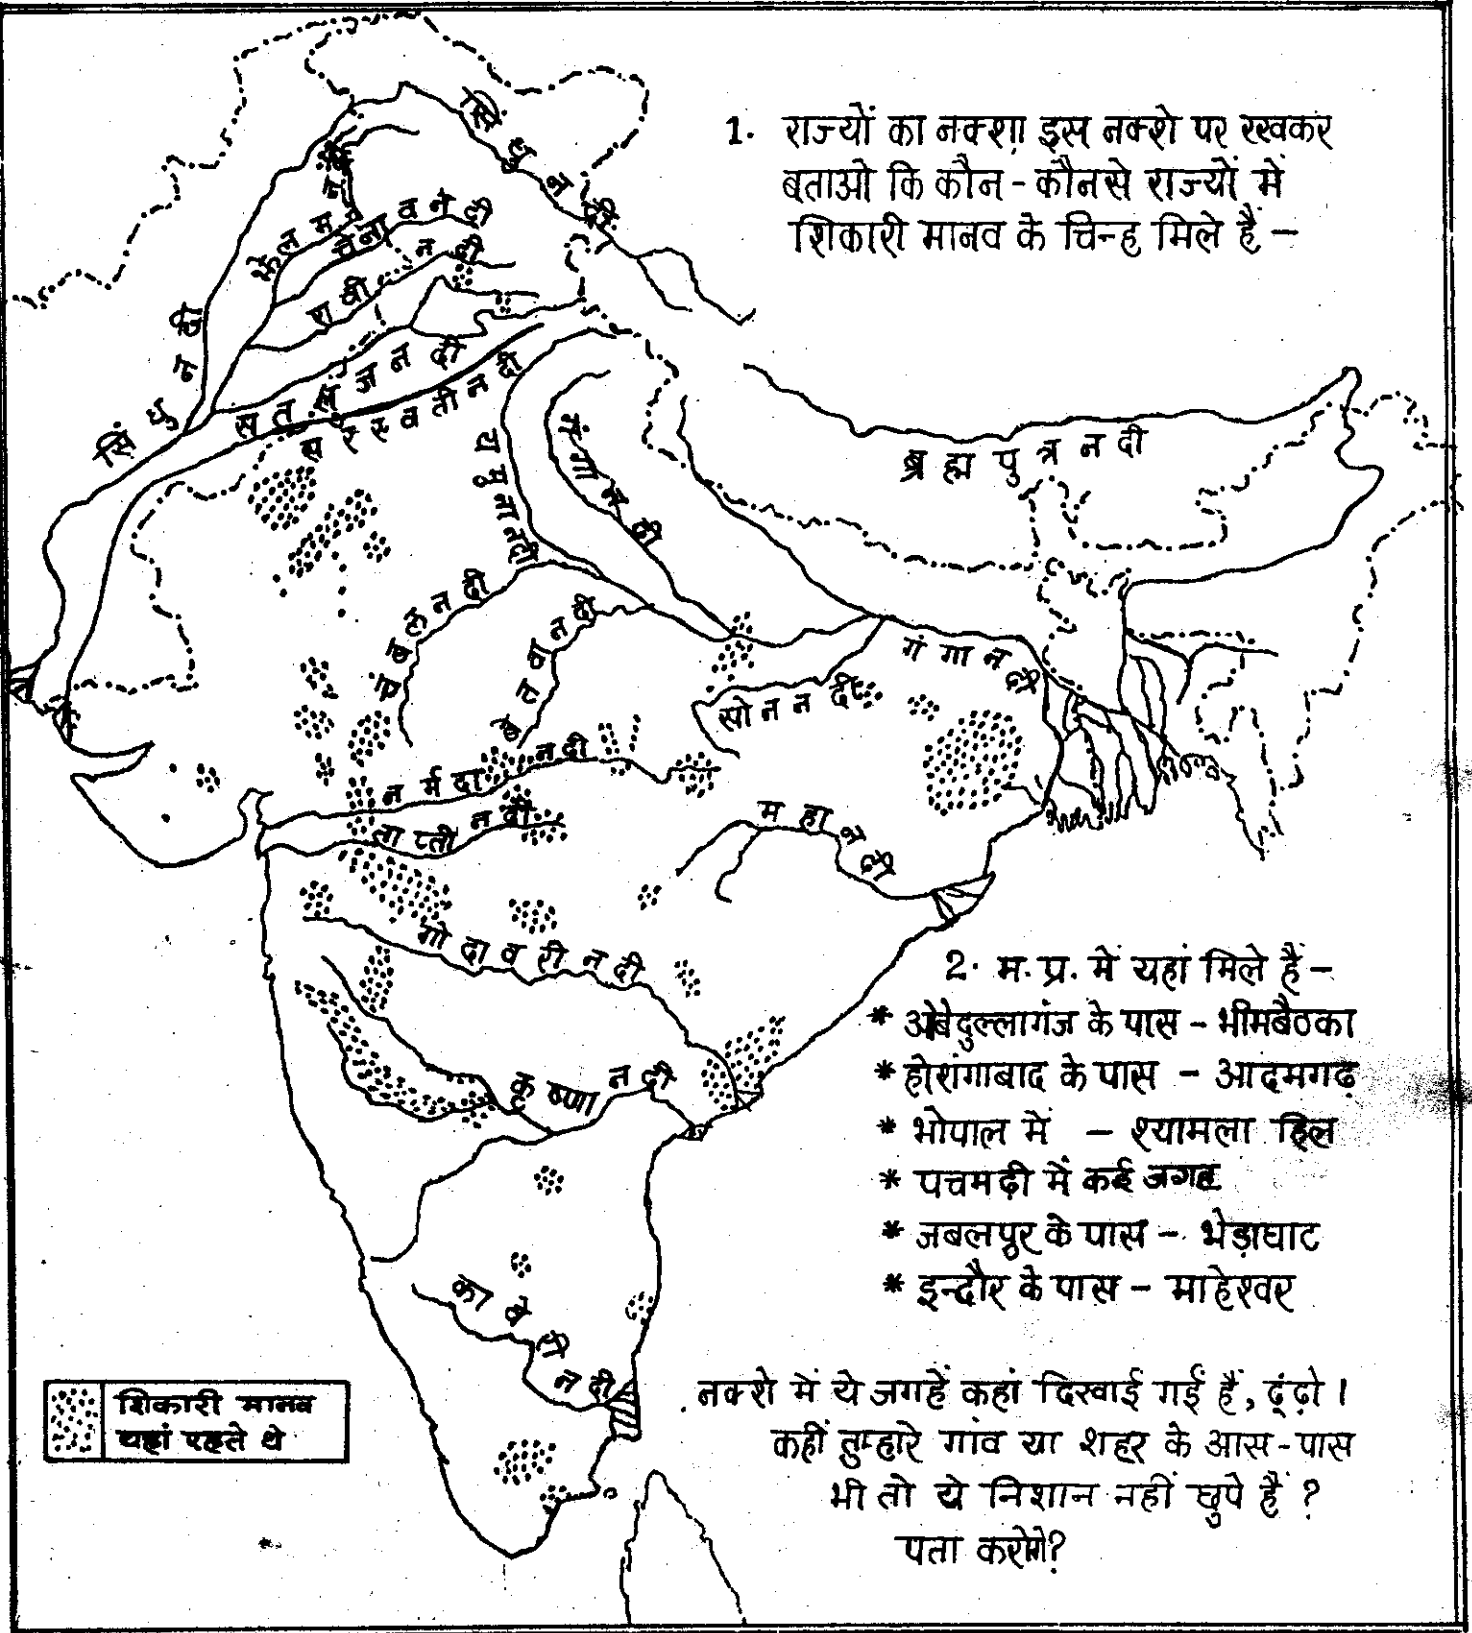 1. राज्यों का नक्शा इस नक्शे पर रखकर
बताओ कि कौन-कौनसे राज्यों में
शिकारी मानव के चिन्ह मिले हैं -
सिंधु नदी
झेलम नदी
चेनाव नदी
रावी नदी
सिंधु नदी
सतलज नदी
सरस्वती नदी
यमुना नदी
गंगा नदी
ब्रह्मपुत्र नदी
चंबल नदी
बेतवा नदी
गंगा नदी
सोन नदी
नर्मदा नदी
ताप्ती नदी
महानदी
गोदावरी नदी
कृष्णा नदी
कावेरी नदी
2. म.प्र. में यहां मिले हैं -
* ओबैदुल्लागंज के पास - भीमबैठका
* होशंगाबाद के पास - आदमगढ़
* भोपाल में - श्यामला हिल
* पचमढ़ी में कई जगह
* जबलपुर के पास - भेड़ाघाट
* इन्दौर के पास - माहेश्वर
नक्शे में ये जगहें कहां दिखाई गई हैं, ढूंढ़ो।
कहीं तुम्हारे गांव या शहर के आस-पास
भी तो ये निशान नहीं छुपे हैं ?
पता करोगे?
शिकारी मानव
यहां रहते थे